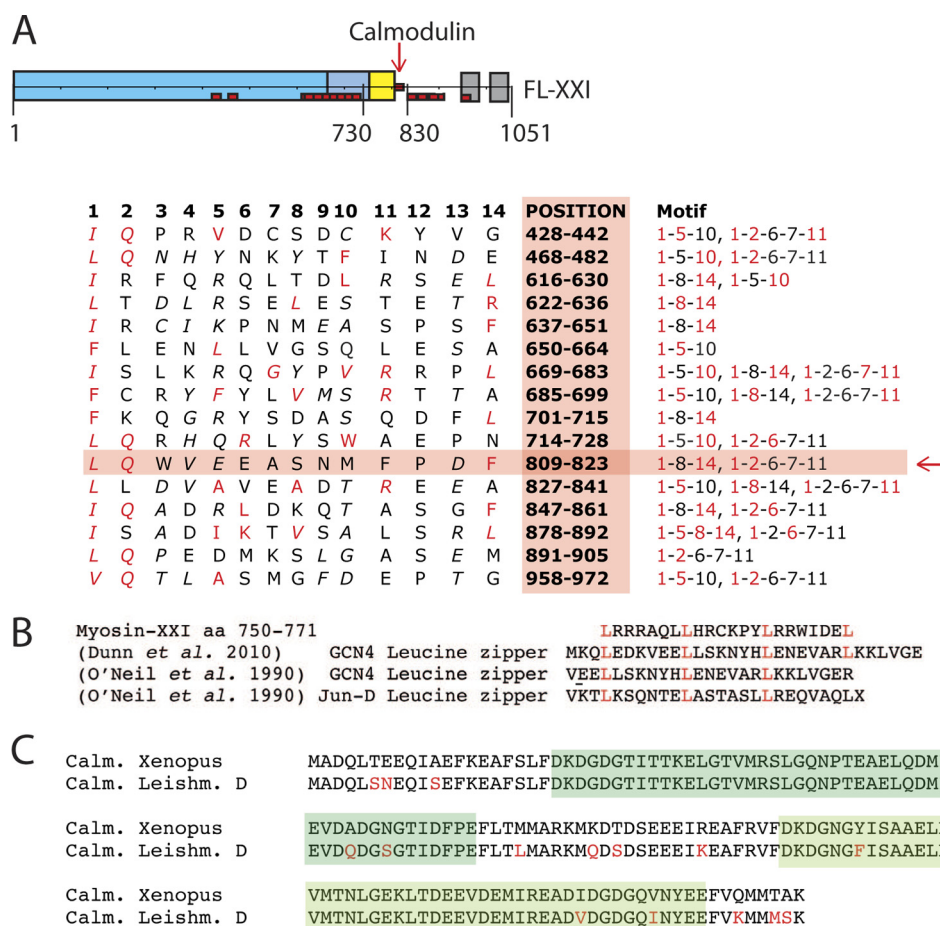 A
Calmodulin
FL-XXI
1 730 830 1051
1 2 3 4 5 6 7 8 9 10 11 12 13 14 POSITION Motif
I Q P R V D C S D C K Y V G 428-442 1-5-10, 1-2-6-7-11
L Q N H Y N K Y T F I N D E 468-482 1-5-10, 1-2-6-7-11
I R F Q R Q L T D L R S E L 616-630 1-8-14, 1-5-10
L T D L R S E L E S T E T R 622-636 1-8-14
I R C I K P N M E A S P S F 637-651 1-8-14
F L E N L L V G S Q L E S A 650-664 1-5-10
I S L K R Q G Y P V R R P L 669-683 1-5-10, 1-8-14, 1-2-6-7-11
F C R Y F Y L V M S R T T A 685-699 1-5-10, 1-8-14, 1-2-6-7-11
F K Q G R Y S D A S Q D F L 701-715 1-8-14
L Q R H Q R L Y S W A E P N 714-728 1-5-10, 1-2-6-7-11
L Q W V E E A S N M F P D F 809-823 1-8-14, 1-2-6-7-11
L L D V A V E A D T R E E A 827-841 1-5-10, 1-8-14, 1-2-6-7-11
I Q A D R L D K Q T A S G F 847-861 1-8-14, 1-2-6-7-11
I S A D I K T V S A L S R L 878-892 1-5-8-14, 1-2-6-7-11
L Q P E D M K S L G A S E M 891-905 1-2-6-7-11
V Q T L A S M G F D E P T G 958-972 1-5-10, 1-2-6-7-11
B
Myosin-XXI aa 750-771 LRRRAQLLHRCKPYLRRWIDEL
(Dunn et al. 2010) GCN4 Leucine zipper MKQLEDKVEELLSKNYHLENEVARLKKLVGE
(O'Neil et al. 1990) GCN4 Leucine zipper VEELLSKNYHLENEVARLKKLVGER
(O'Neil et al. 1990) Jun-D Leucine zipper VKTLKSQNTELASTASLLREQVAQLX
C
Calm. Xenopus MADQLTEEQIAEFKEAFSLFDKDGDGTITTKELGTVMRSLGQNPTEAELQDM
Calm. Leishm. D MADQLSNEQISEFKEAFSLFDKDGDGTITTKELGTVMRSLGQNPTEAELQDM
Calm. Xenopus EVDADGNGTIDFPEFLTMMARKMKDTDSEEEIREAFRVFDKDGNGYISAAEL
Calm. Leishm. D EVDQDGSGTIDFPEFLTLMARKMQDSDSEEEIKEAFRVFDKDGNGFISAAEL
Calm. Xenopus VMTNLGEKLTDEEVDEMIREADIDGDGQVNYEEFVQMMTAK
Calm. Leishm. D VMTNLGEKLTDEEVDEMIREADVDGDGQINYEEFVKMMMSK